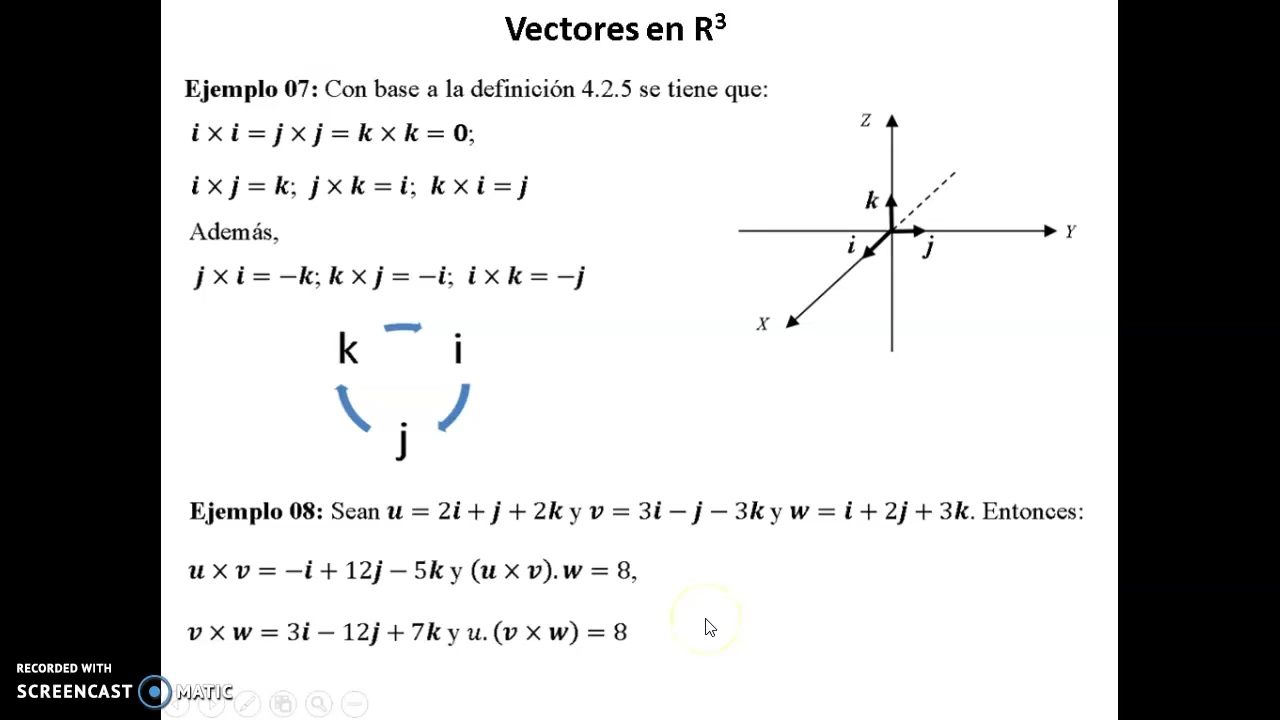 Vectores en R³
Ejemplo 07: Con base a la definición 4.2.5 se tiene que:
i × i = j × j = k × k = 0;
i × j = k; j × k = i; k × i = j
Además,
j × i = −k; k × j = −i; i × k = −j
Z
k
Y
i
j
X
k i
j
Ejemplo 08: Sean u = 2i + j + 2k y v = 3i − j − 3k y w = i + 2j + 3k. Entonces:
u × v = −i + 12j − 5k y (u × v). w = 8,
v × w = 3i − 12j + 7k y u. (v × w) = 8
RECORDED WITH
SCREENCAST MATIC